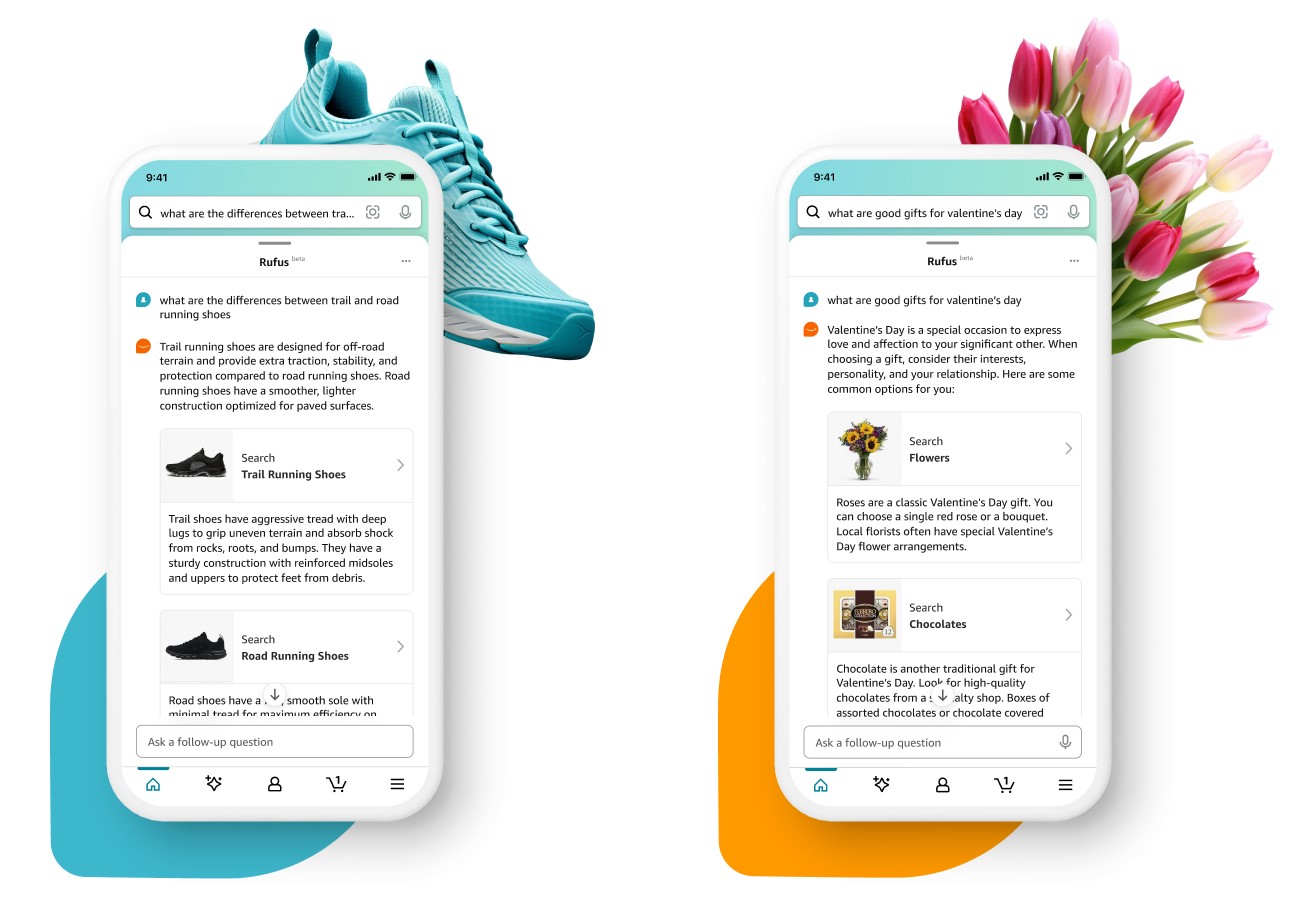 9:41
what are the differences between tra...
Rufus beta
what are the differences between trail and road
running shoes
Trail running shoes are designed for off-road
terrain and provide extra traction, stability, and
protection compared to road running shoes. Road
running shoes have a smoother, lighter
construction optimized for paved surfaces.
Search
Trail Running Shoes
Trail shoes have aggressive tread with deep
lugs to grip uneven terrain and absorb shock
from rocks, roots, and bumps. They have a
sturdy construction with reinforced midsoles
and uppers to protect feet from debris.
Search
Road Running Shoes
Road shoes have a smooth sole with
minimal tread for maximum efficiency on
Ask a follow-up question
1
9:41
what are good gifts for valentine's day
Rufus beta
what are good gifts for valentine's day
Valentine's Day is a special occasion to express
love and affection to your significant other. When
choosing a gift, consider their interests,
personality, and your relationship. Here are some
common options for you:
Search
Flowers
Roses are a classic Valentine's Day gift. You
can choose a single red rose or a bouquet.
Local florists often have special Valentine's
Day flower arrangements.
FERRERO
COLLECTION
12
Search
Chocolates
Chocolate is another traditional gift for
Valentine's Day. Look for high-quality
chocolates from a shop. Boxes of
assorted chocolates or chocolate covered
Ask a follow-up question
1